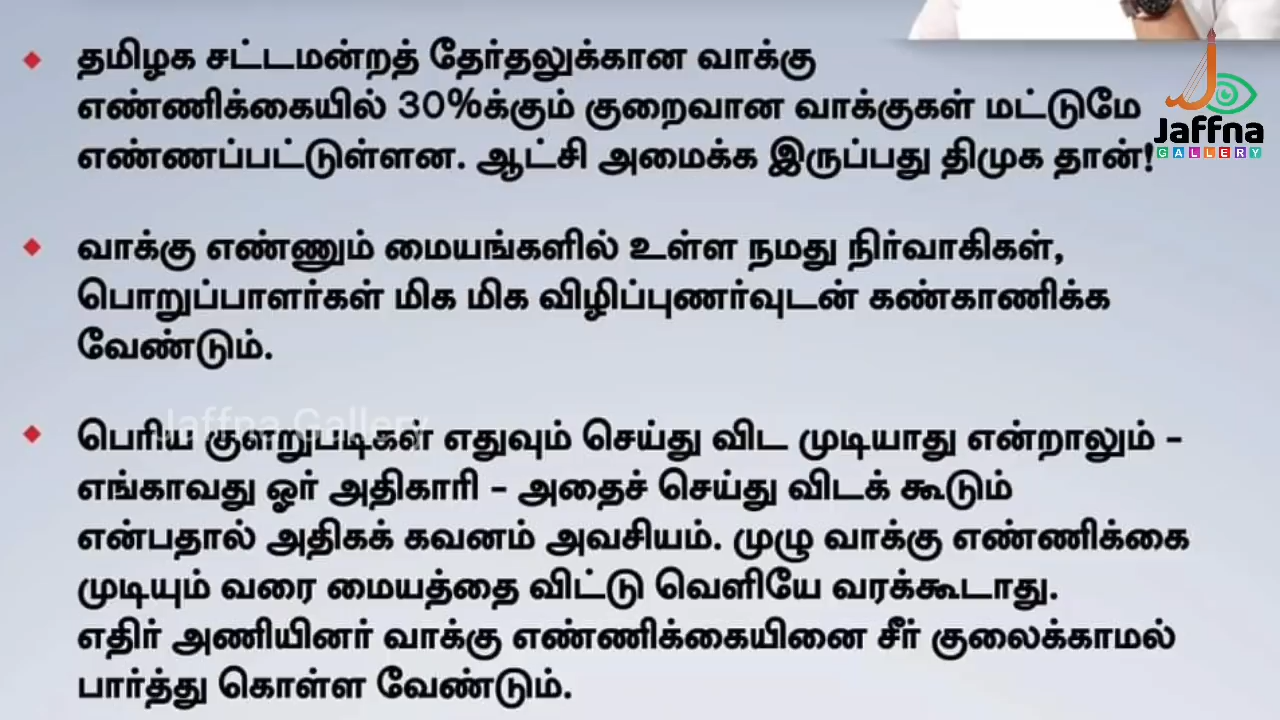 தமிழக சட்டமன்றத் தேர்தலுக்கான வாக்கு
எண்ணிக்கையில் 30%க்கும் குறைவான வாக்குகள் மட்டுமே
எண்ணப்பட்டுள்ளன. ஆட்சி அமைக்க இருப்பது திமுக தான்!
Jaffna
GALLERY
வாக்கு எண்ணும் மையங்களில் உள்ள நமது நிர்வாகிகள்,
பொறுப்பாளர்கள் மிக மிக விழிப்புணர்வுடன் கண்காணிக்க
வேண்டும்.
Jaffna Gallery
பெரிய குளறுபடிகள் எதுவும் செய்து விட முடியாது என்றாலும் –
எங்காவது ஓர் அதிகாரி – அதைச் செய்து விடக் கூடும்
என்பதால் அதிகக் கவனம் அவசியம். முழு வாக்கு எண்ணிக்கை
முடியும் வரை மையத்தை விட்டு வெளியே வரக்கூடாது.
எதிர் அணியினர் வாக்கு எண்ணிக்கையினை சீர் குலைக்காமல்
பார்த்து கொள்ள வேண்டும்.